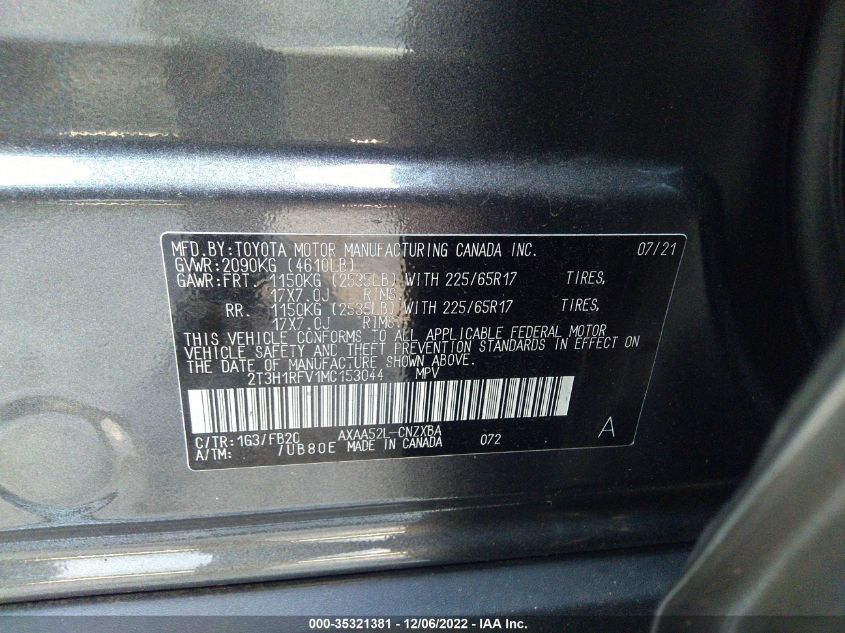 MFD.BY:TOYOTA MOTOR MANUFACTURING CANADA INC. 07/21
GVWR:2090KG (4610LB)
GAWR:FRT. 1150KG (2535LB) WITH 225/65R17 TIRES,
17X7.0J RIMS,
RR. 1150KG (2535LB) WITH 225/65R17 TIRES,
17X7.0J RIMS
THIS VEHICLE CONFORMS TO ALL APPLICABLE FEDERAL MOTOR
VEHICLE SAFETY AND THEFT PREVENTION STANDARDS IN EFFECT ON
THE DATE OF MANUFACTURE SHOWN ABOVE.
2T3H1RFV1MC153044 MPV
C/TR:1G3/FB20 AXAA52L-CNZXBA 072 A
A/TM: /UB80E MADE IN CANADA
000-35321381 - 12/06/2022 - IAA Inc.